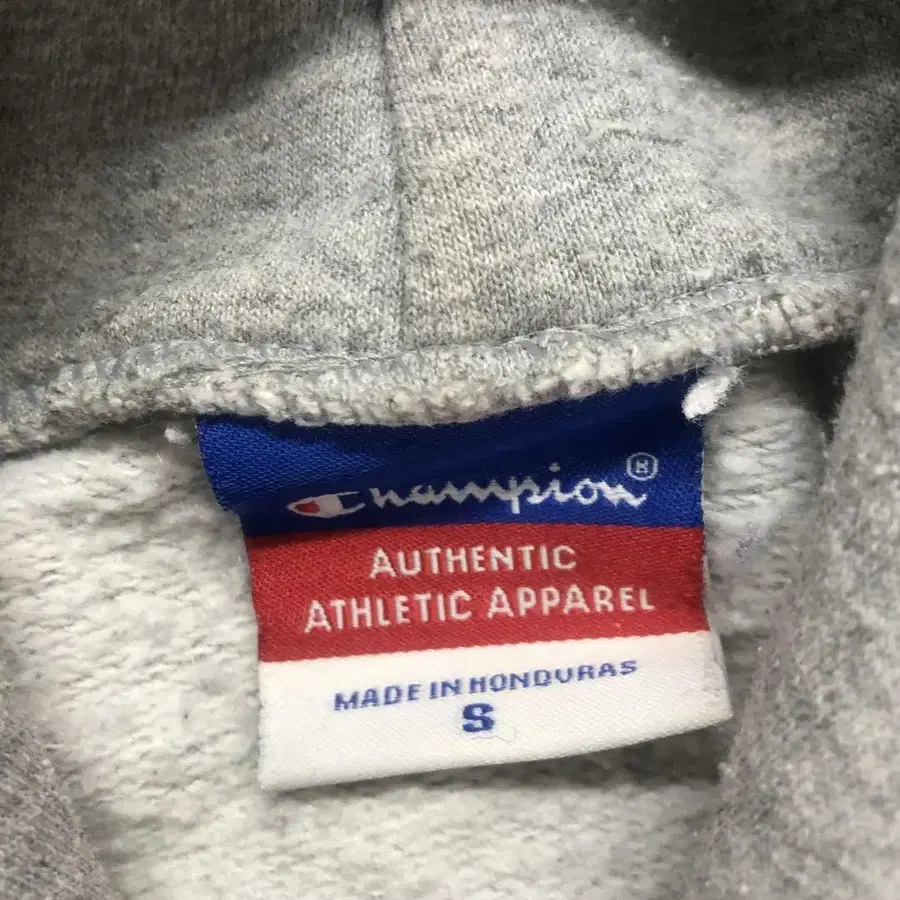 Champion®
AUTHENTIC
ATHLETIC APPAREL
MADE IN HONDURAS
S